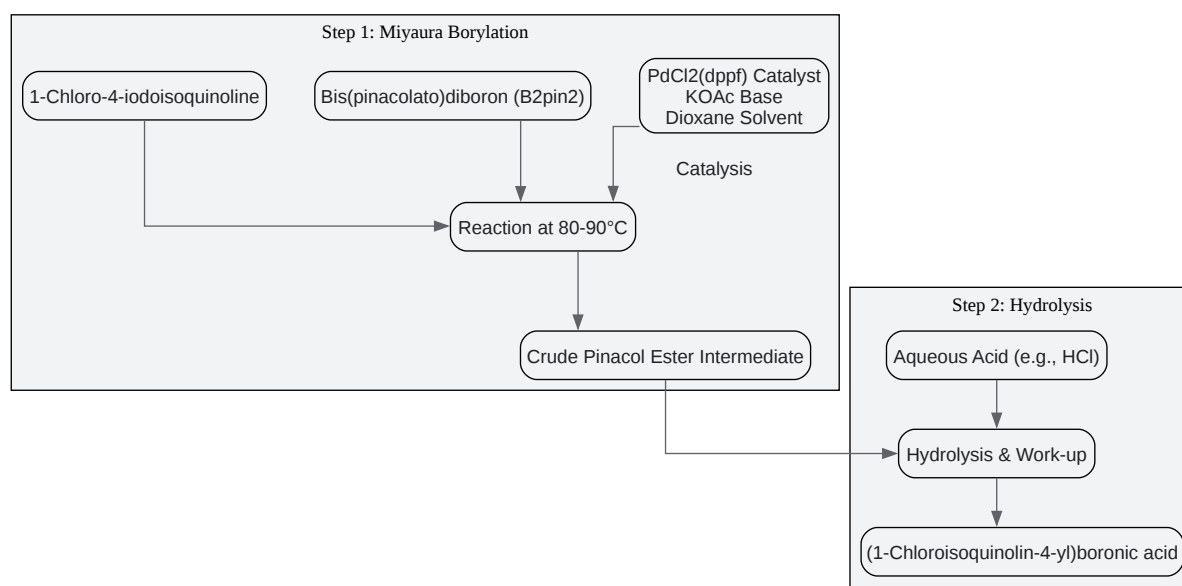 Step 1: Miyaura Borylation
1-Chloro-4-iodoisoquinoline
Bis(pinacolato)diboron (B2pin2)
PdCl2(dppf) Catalyst
KOAc Base
Dioxane Solvent
Catalysis
Reaction at 80-90°C
Crude Pinacol Ester Intermediate
Step 2: Hydrolysis
Aqueous Acid (e.g., HCl)
Hydrolysis & Work-up
(1-Chloroisoquinolin-4-yl)boronic acid